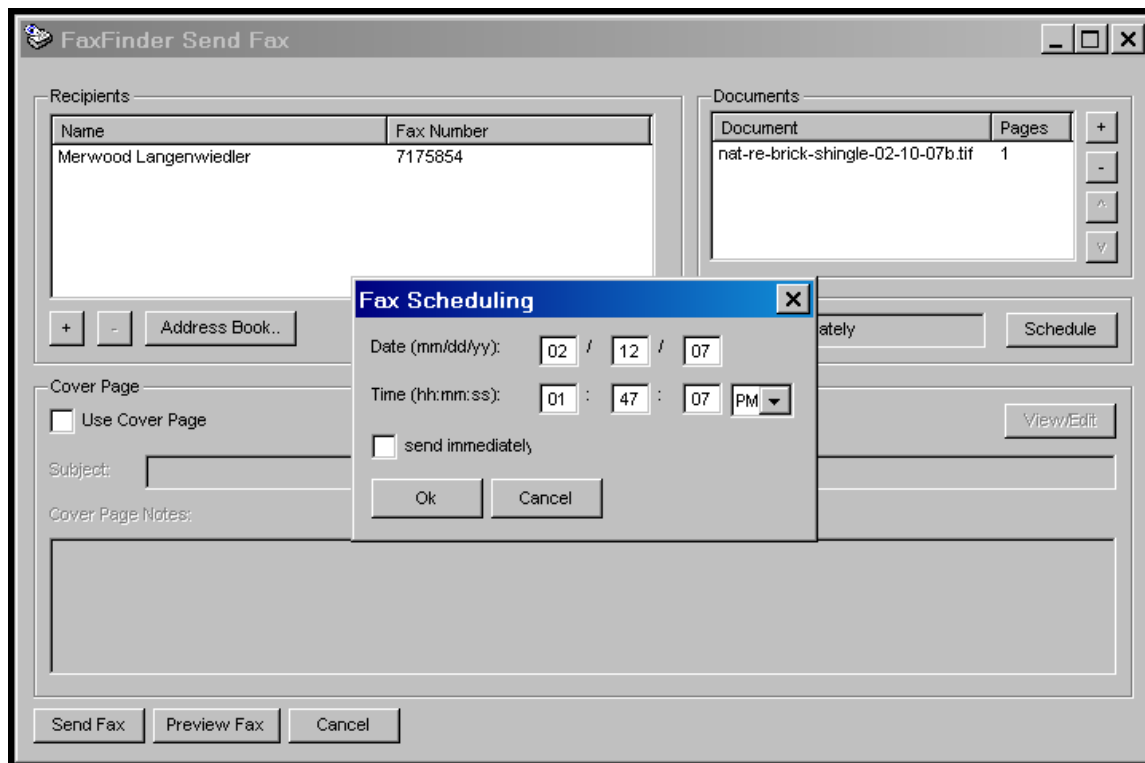 FaxFinder Send Fax
Recipients
Name Fax Number
Merwood Langenwiedler 7175854
+ - Address Book..
Documents
Document Pages
nat-re-brick-shingle-02-10-07b.tif 1
+
-
^
v
ately Schedule
Fax Scheduling
Date (mm/dd/yy): 02 / 12 / 07
Time (hh:mm:ss): 01 : 47 : 07 PM
send immediately
Ok Cancel
Cover Page
Use Cover Page View/Edit
Subject:
Cover Page Notes:
Send Fax Preview Fax Cancel